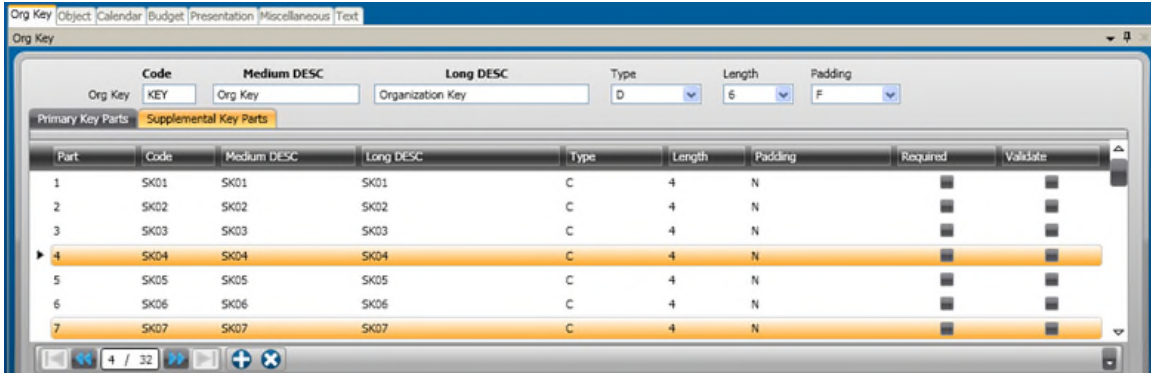 Org Key Object Calendar Budget Presentation Miscellaneous Text
Org Key
Code Medium DESC Long DESC Type Length Padding
Org Key KEY Org Key Organization Key D 6 F
Primary Key Parts Supplemental Key Parts
Part Code Medium DESC Long DESC Type Length Padding Required Validate
1 SK01 SK01 SK01 C 4 N
2 SK02 SK02 SK02 C 4 N
3 SK03 SK03 SK03 C 4 N
4 SK04 SK04 SK04 C 4 N
5 SK05 SK05 SK05 C 4 N
6 SK06 SK06 SK06 C 4 N
7 SK07 SK07 SK07 C 4 N
4 / 32